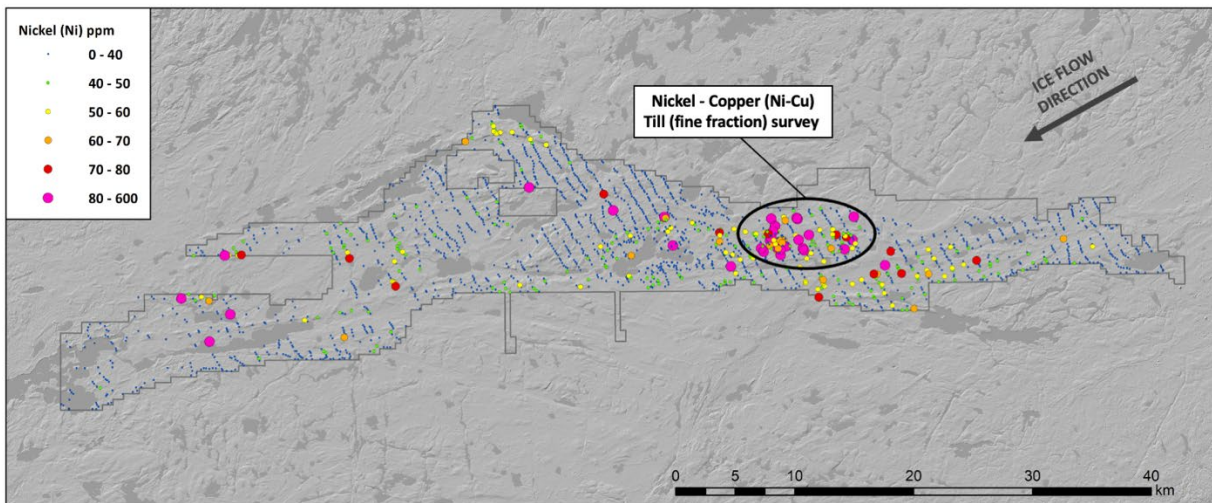 Nickel (Ni) ppm
0 - 40
40 - 50
50 - 60
60 - 70
70 - 80
80 - 600
Nickel - Copper (Ni-Cu)
Till (fine fraction) survey
ICE FLOW
DIRECTION
0 5 10 20 30 40
km